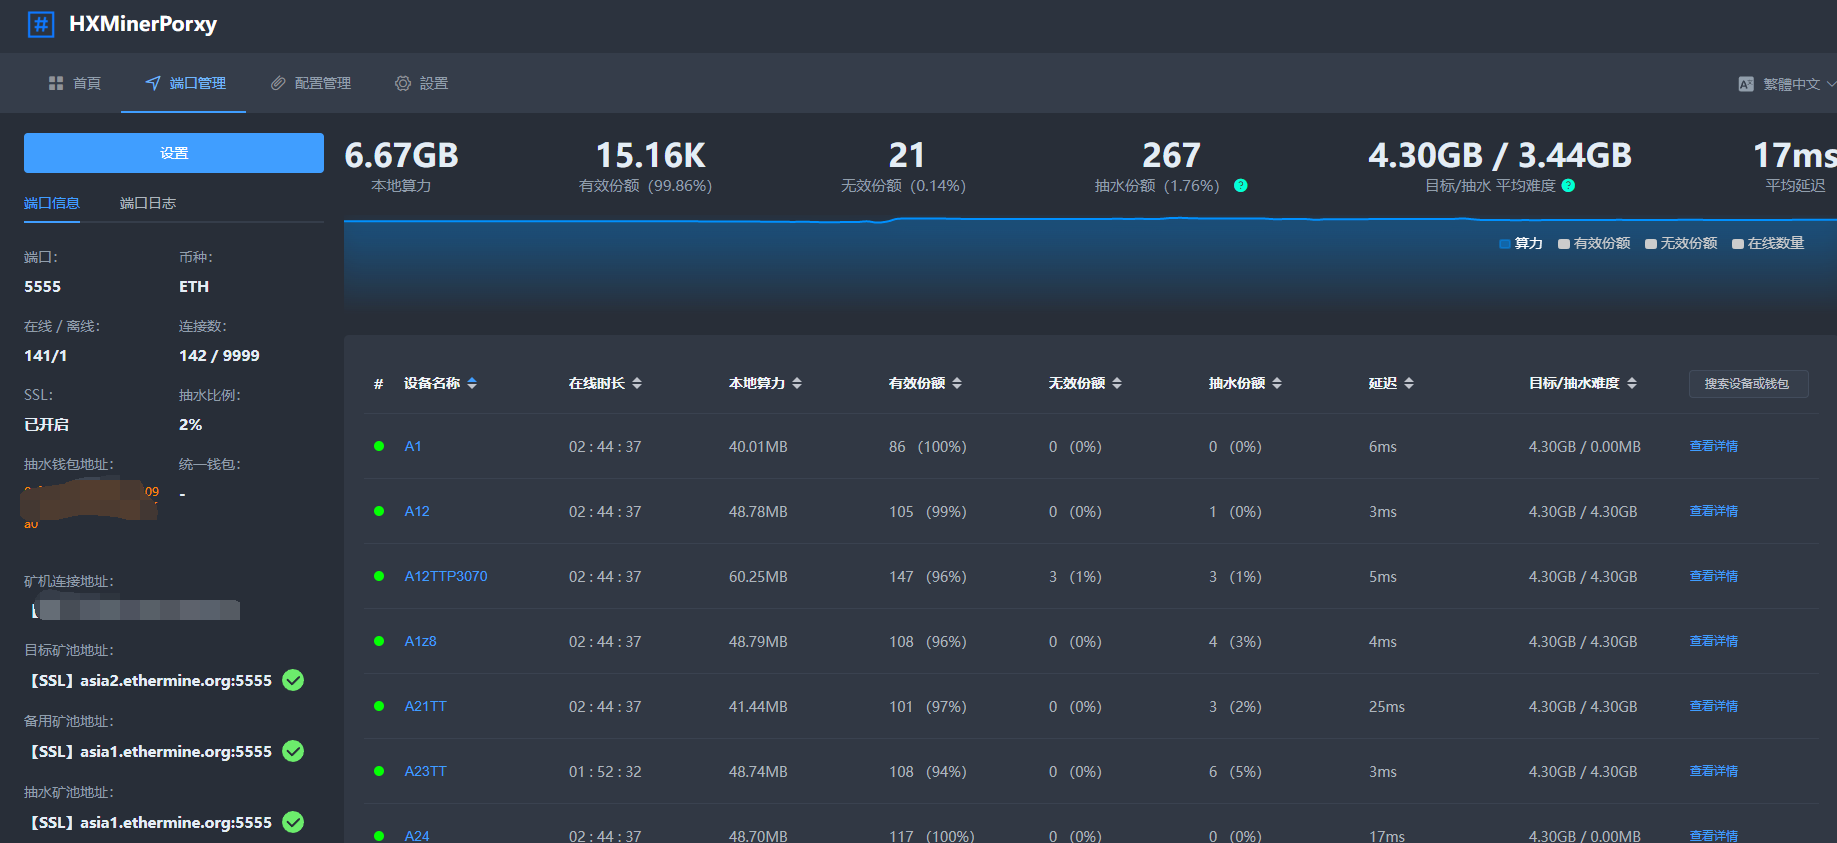 HXMinerPorxy
首頁 端口管理 配置管理 設置 繁體中文
设置
端口信息 端口日志
端口:
5555
币种:
ETH
在线 / 离线:
141/1
连接数:
142 / 9999
SSL:
已开启
抽水比例:
2%
抽水钱包地址:
09
a0
统一钱包:
-
矿机连接地址:
目标矿池地址:
【SSL】asia2.ethermine.org:5555
备用矿池地址:
【SSL】asia1.ethermine.org:5555
抽水矿池地址:
【SSL】asia1.ethermine.org:5555
6.67GB
本地算力
15.16K
有效份额 (99.86%)
21
无效份额 (0.14%)
267
抽水份额 (1.76%) ?
4.30GB / 3.44GB
目标/抽水 平均难度 ?
17ms
平均延迟
算力 有效份额 无效份额 在线数量
# 设备名称 在线时长 本地算力 有效份额 无效份额 抽水份额 延迟 目标/抽水难度 搜索设备或钱包
A1 02 : 44 : 37 40.01MB 86 (100%) 0 (0%) 0 (0%) 6ms 4.30GB / 0.00MB 查看详情
A12 02 : 44 : 37 48.78MB 105 (99%) 0 (0%) 1 (0%) 3ms 4.30GB / 4.30GB 查看详情
A12TTP3070 02 : 44 : 37 60.25MB 147 (96%) 3 (1%) 3 (1%) 5ms 4.30GB / 4.30GB 查看详情
A1z8 02 : 44 : 37 48.79MB 108 (96%) 0 (0%) 4 (3%) 4ms 4.30GB / 4.30GB 查看详情
A21TT 02 : 44 : 37 41.44MB 101 (97%) 0 (0%) 3 (2%) 25ms 4.30GB / 4.30GB 查看详情
A23TT 01 : 52 : 32 48.74MB 108 (94%) 0 (0%) 6 (5%) 3ms 4.30GB / 4.30GB 查看详情
A24 02 : 44 : 37 48.70MB 117 (100%) 0 (0%) 0 (0%) 17ms 4.30GB / 0.00MB 查看详情